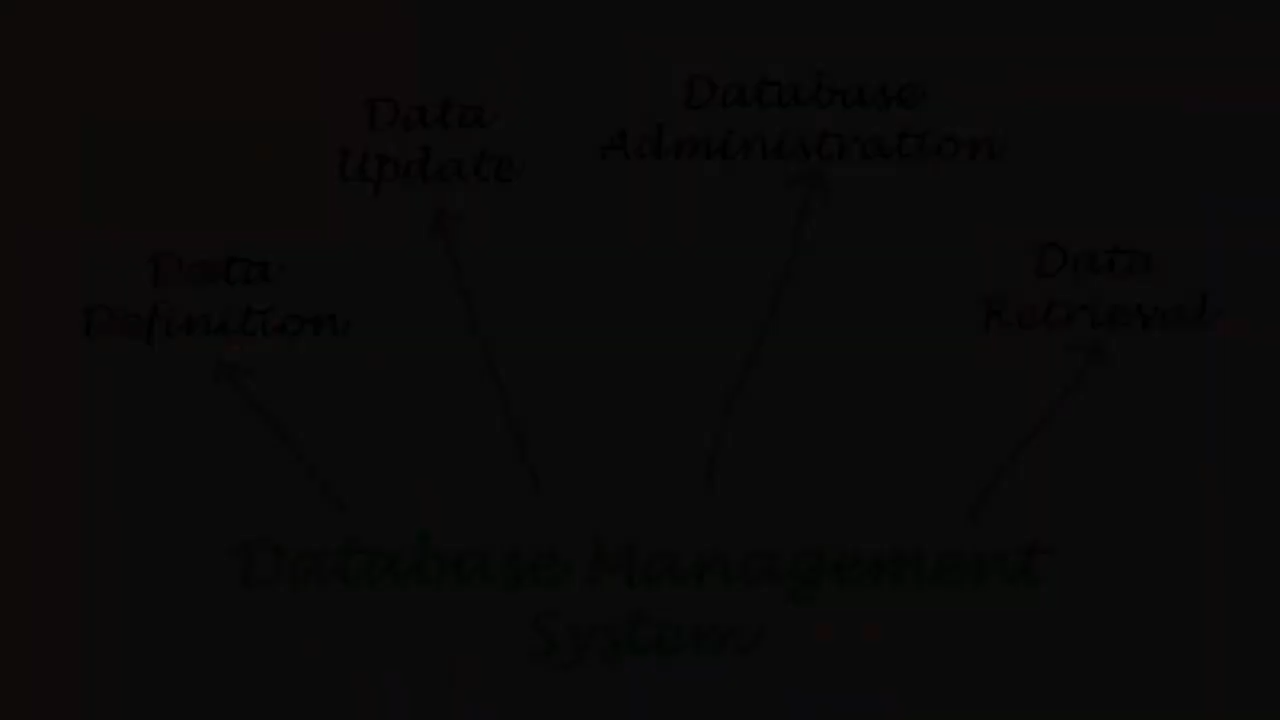 Data
Update
Database
Administration
Data
Definition
Data
Retrieval
Database Management
System